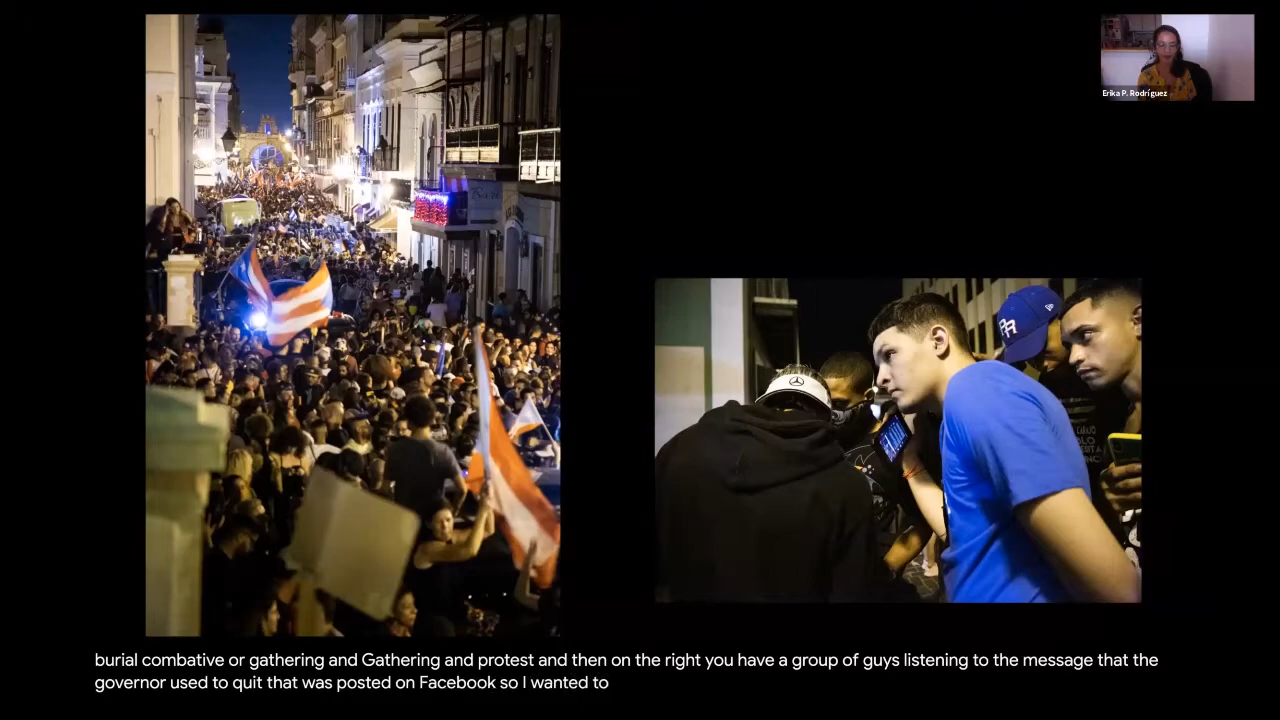 Erika P. Rodríguez
PR
burial combative or gathering and Gathering and protest and then on the right you have a group of guys listening to the message that the
governor used to quit that was posted on Facebook so I wanted to